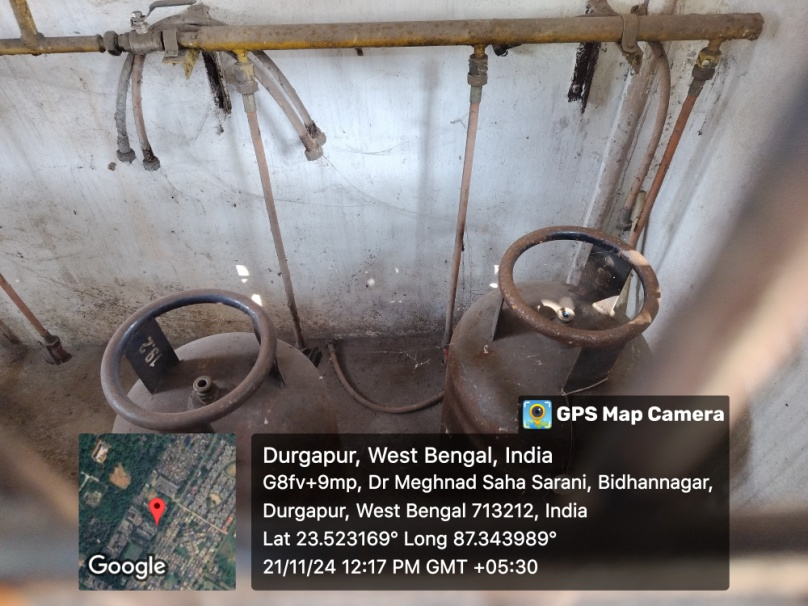 192
GPS Map Camera
Google
Durgapur, West Bengal, India
G8fv+9mp, Dr Meghnad Saha Sarani, Bidhannagar,
Durgapur, West Bengal 713212, India
Lat 23.523169° Long 87.343989°
21/11/24 12:17 PM GMT +05:30